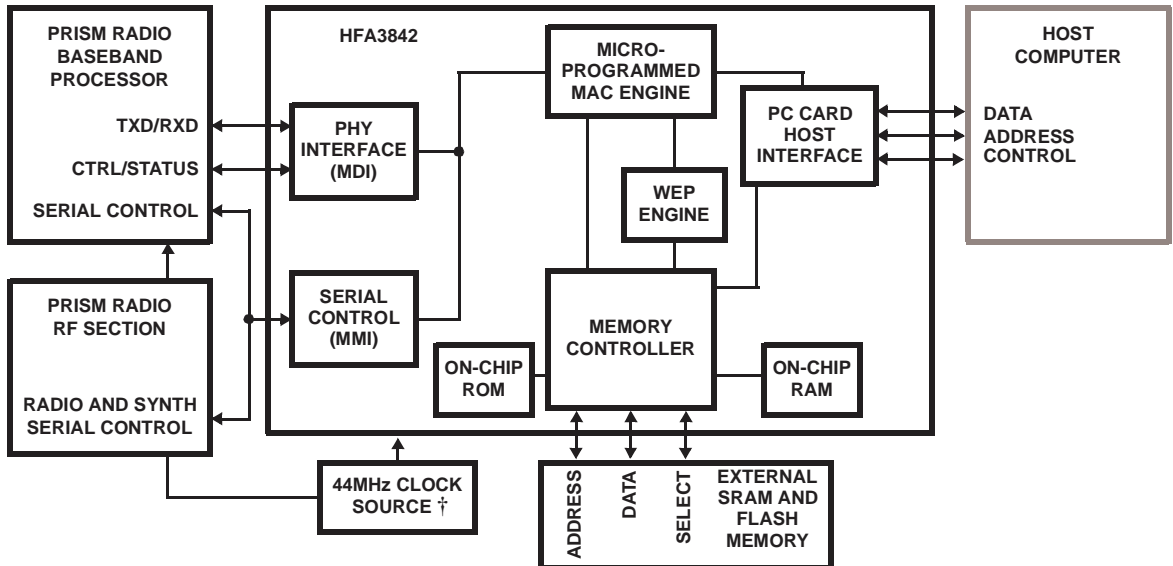 PRISM RADIO
BASEBAND
PROCESSOR
TXD/RXD
CTRL/STATUS
SERIAL CONTROL
PRISM RADIO
RF SECTION
RADIO AND SYNTH
SERIAL CONTROL
HFA3842
PHY
INTERFACE
(MDI)
SERIAL
CONTROL
(MMI)
MICRO-
PROGRAMMED
MAC ENGINE
WEP
ENGINE
PC CARD
HOST
INTERFACE
MEMORY
CONTROLLER
ON-CHIP
ROM
ON-CHIP
RAM
HOST
COMPUTER
DATA
ADDRESS
CONTROL
44MHz CLOCK
SOURCE †
ADDRESS
DATA
SELECT
EXTERNAL
SRAM AND
FLASH
MEMORY